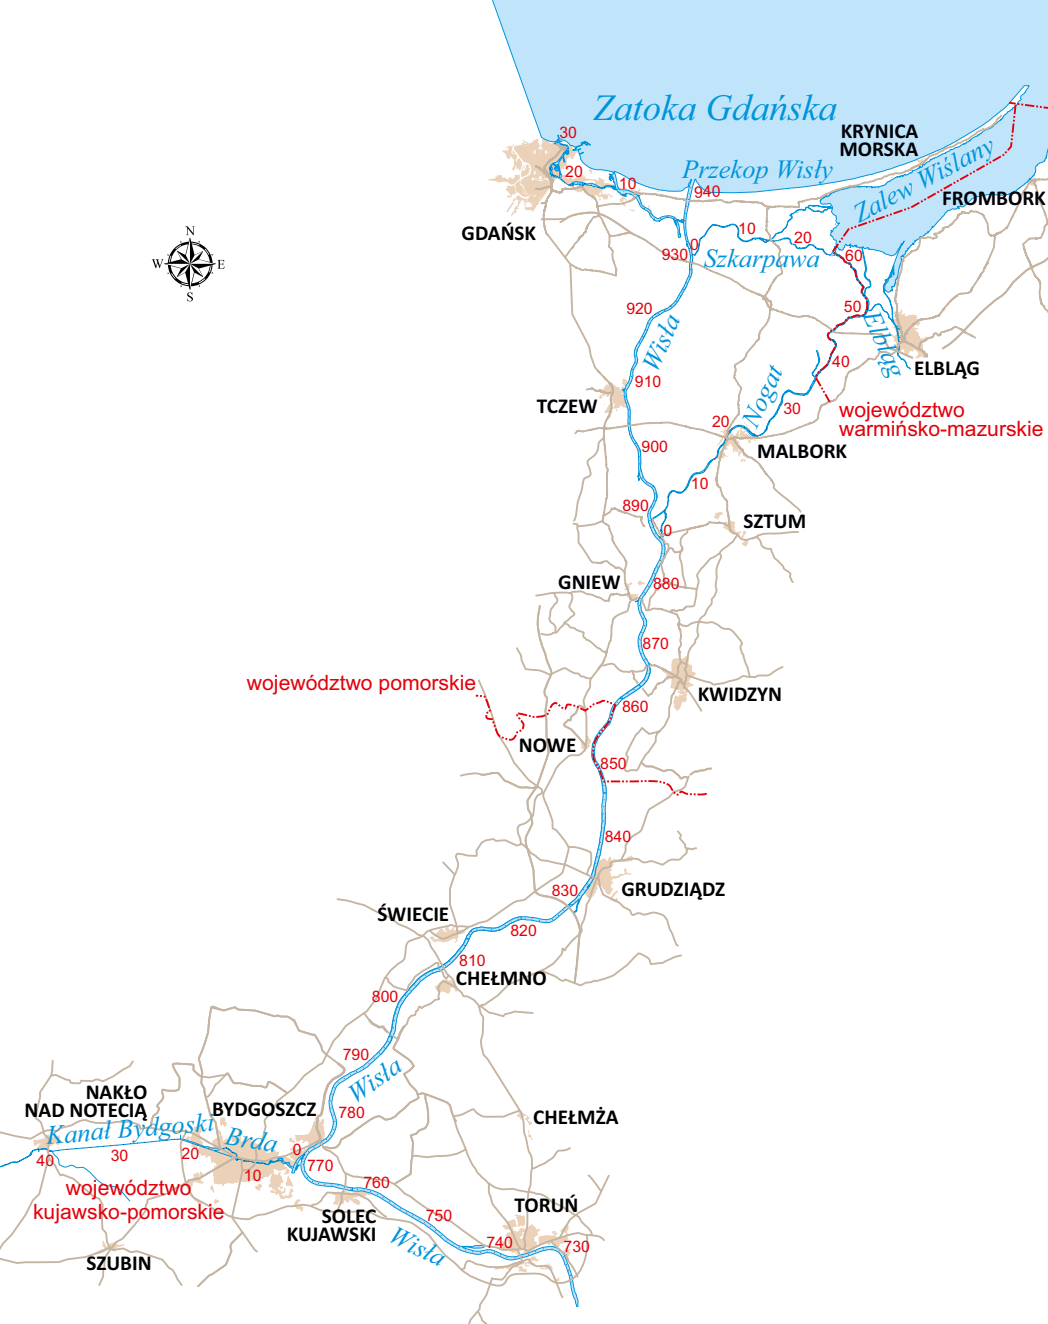 Zatoka Gdańska
KRYNICA
MORSKA
30
Przekop Wisły
Zalew Wiślany
20
10
940
FROMBORK
GDAŃSK
N
W
E
S
0
10
20
930
Szkarpawa
60
920
Wisła
50
Elbląg
40
ELBLĄG
910
TCZEW
Nogat
30
województwo
warmińsko-mazurskie
20
900
MALBORK
10
890
SZTUM
0
GNIEW
880
870
województwo pomorskie
KWIDZYN
860
NOWE
850
840
830
GRUDZIĄDZ
ŚWIECIE
820
810
CHEŁMNO
800
790
Wisła
NAKŁO
NAD NOTECIĄ
BYDGOSZCZ
780
CHEŁMŻA
Kanał Bydgoski
Brda
40
30
20
10
0
770
województwo
kujawsko-pomorskie
760
SOLEC
KUJAWSKI
750
TORUŃ
Wisła
740
730
SZUBIN